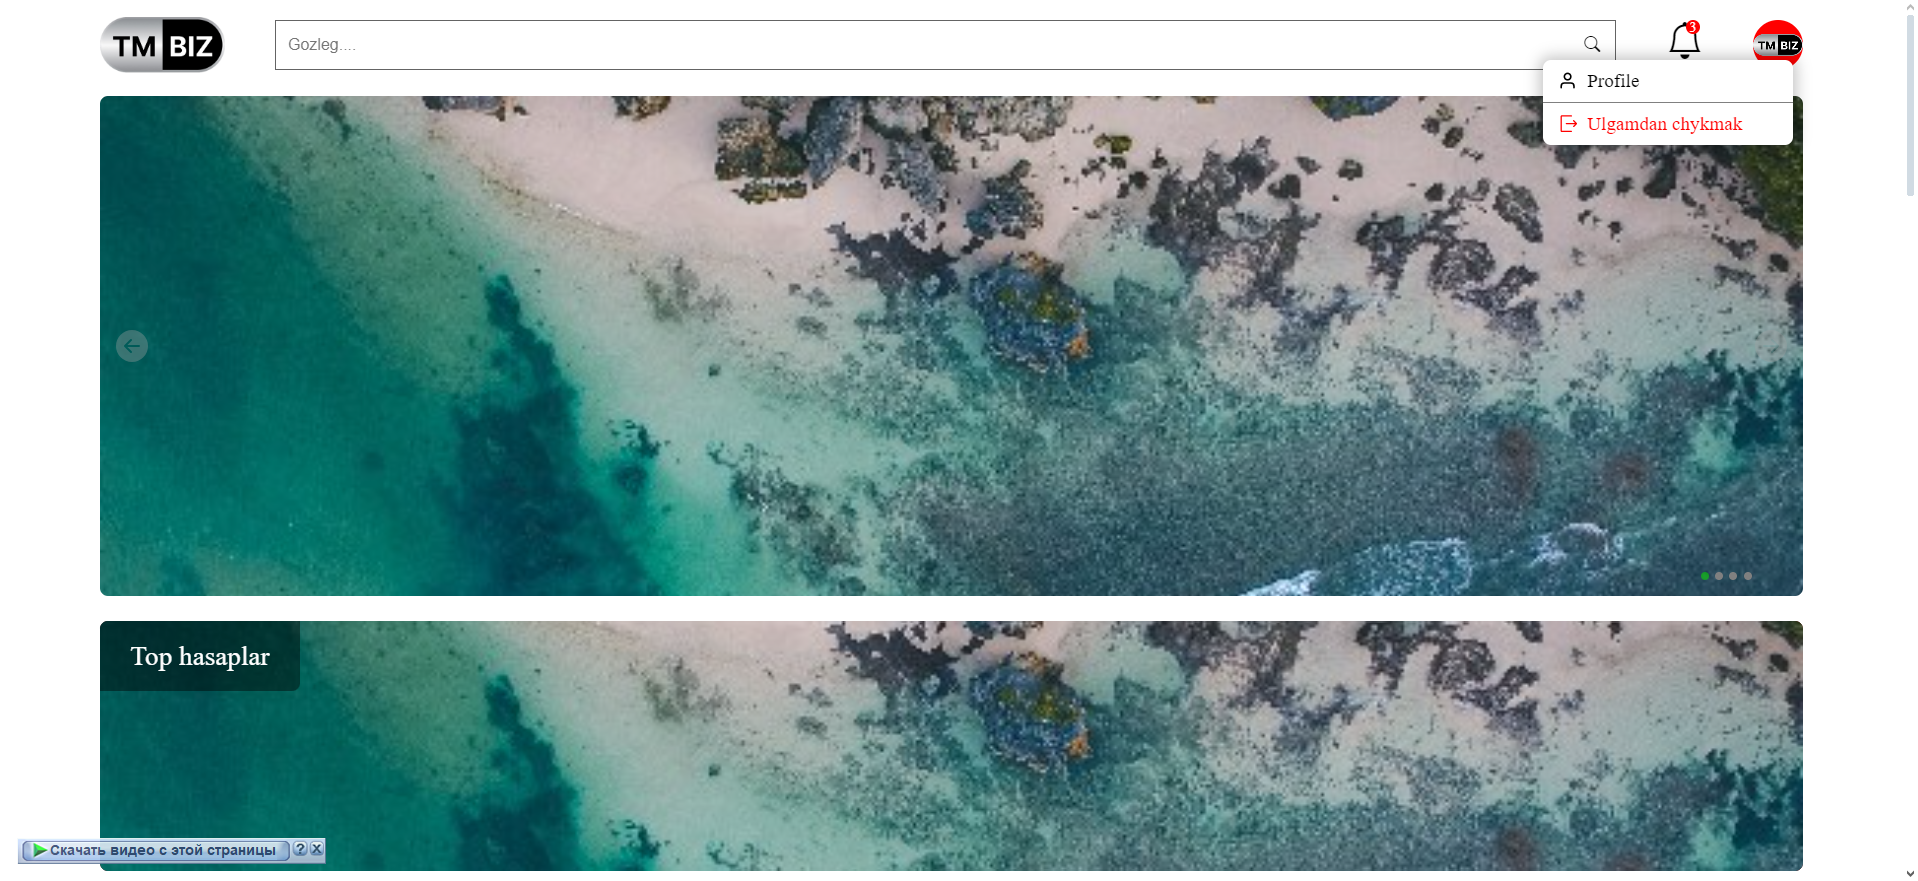 TM BIZ
Gozleg....
3
TM BIZ
Profile
Ulgamdan chykmak
Top hasaplar
Скачать видео с этой страницы ? X